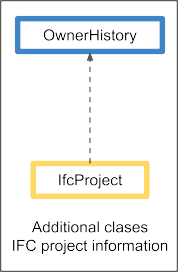 OwnerHistory
IfcProject
Additional clases
IFC project information